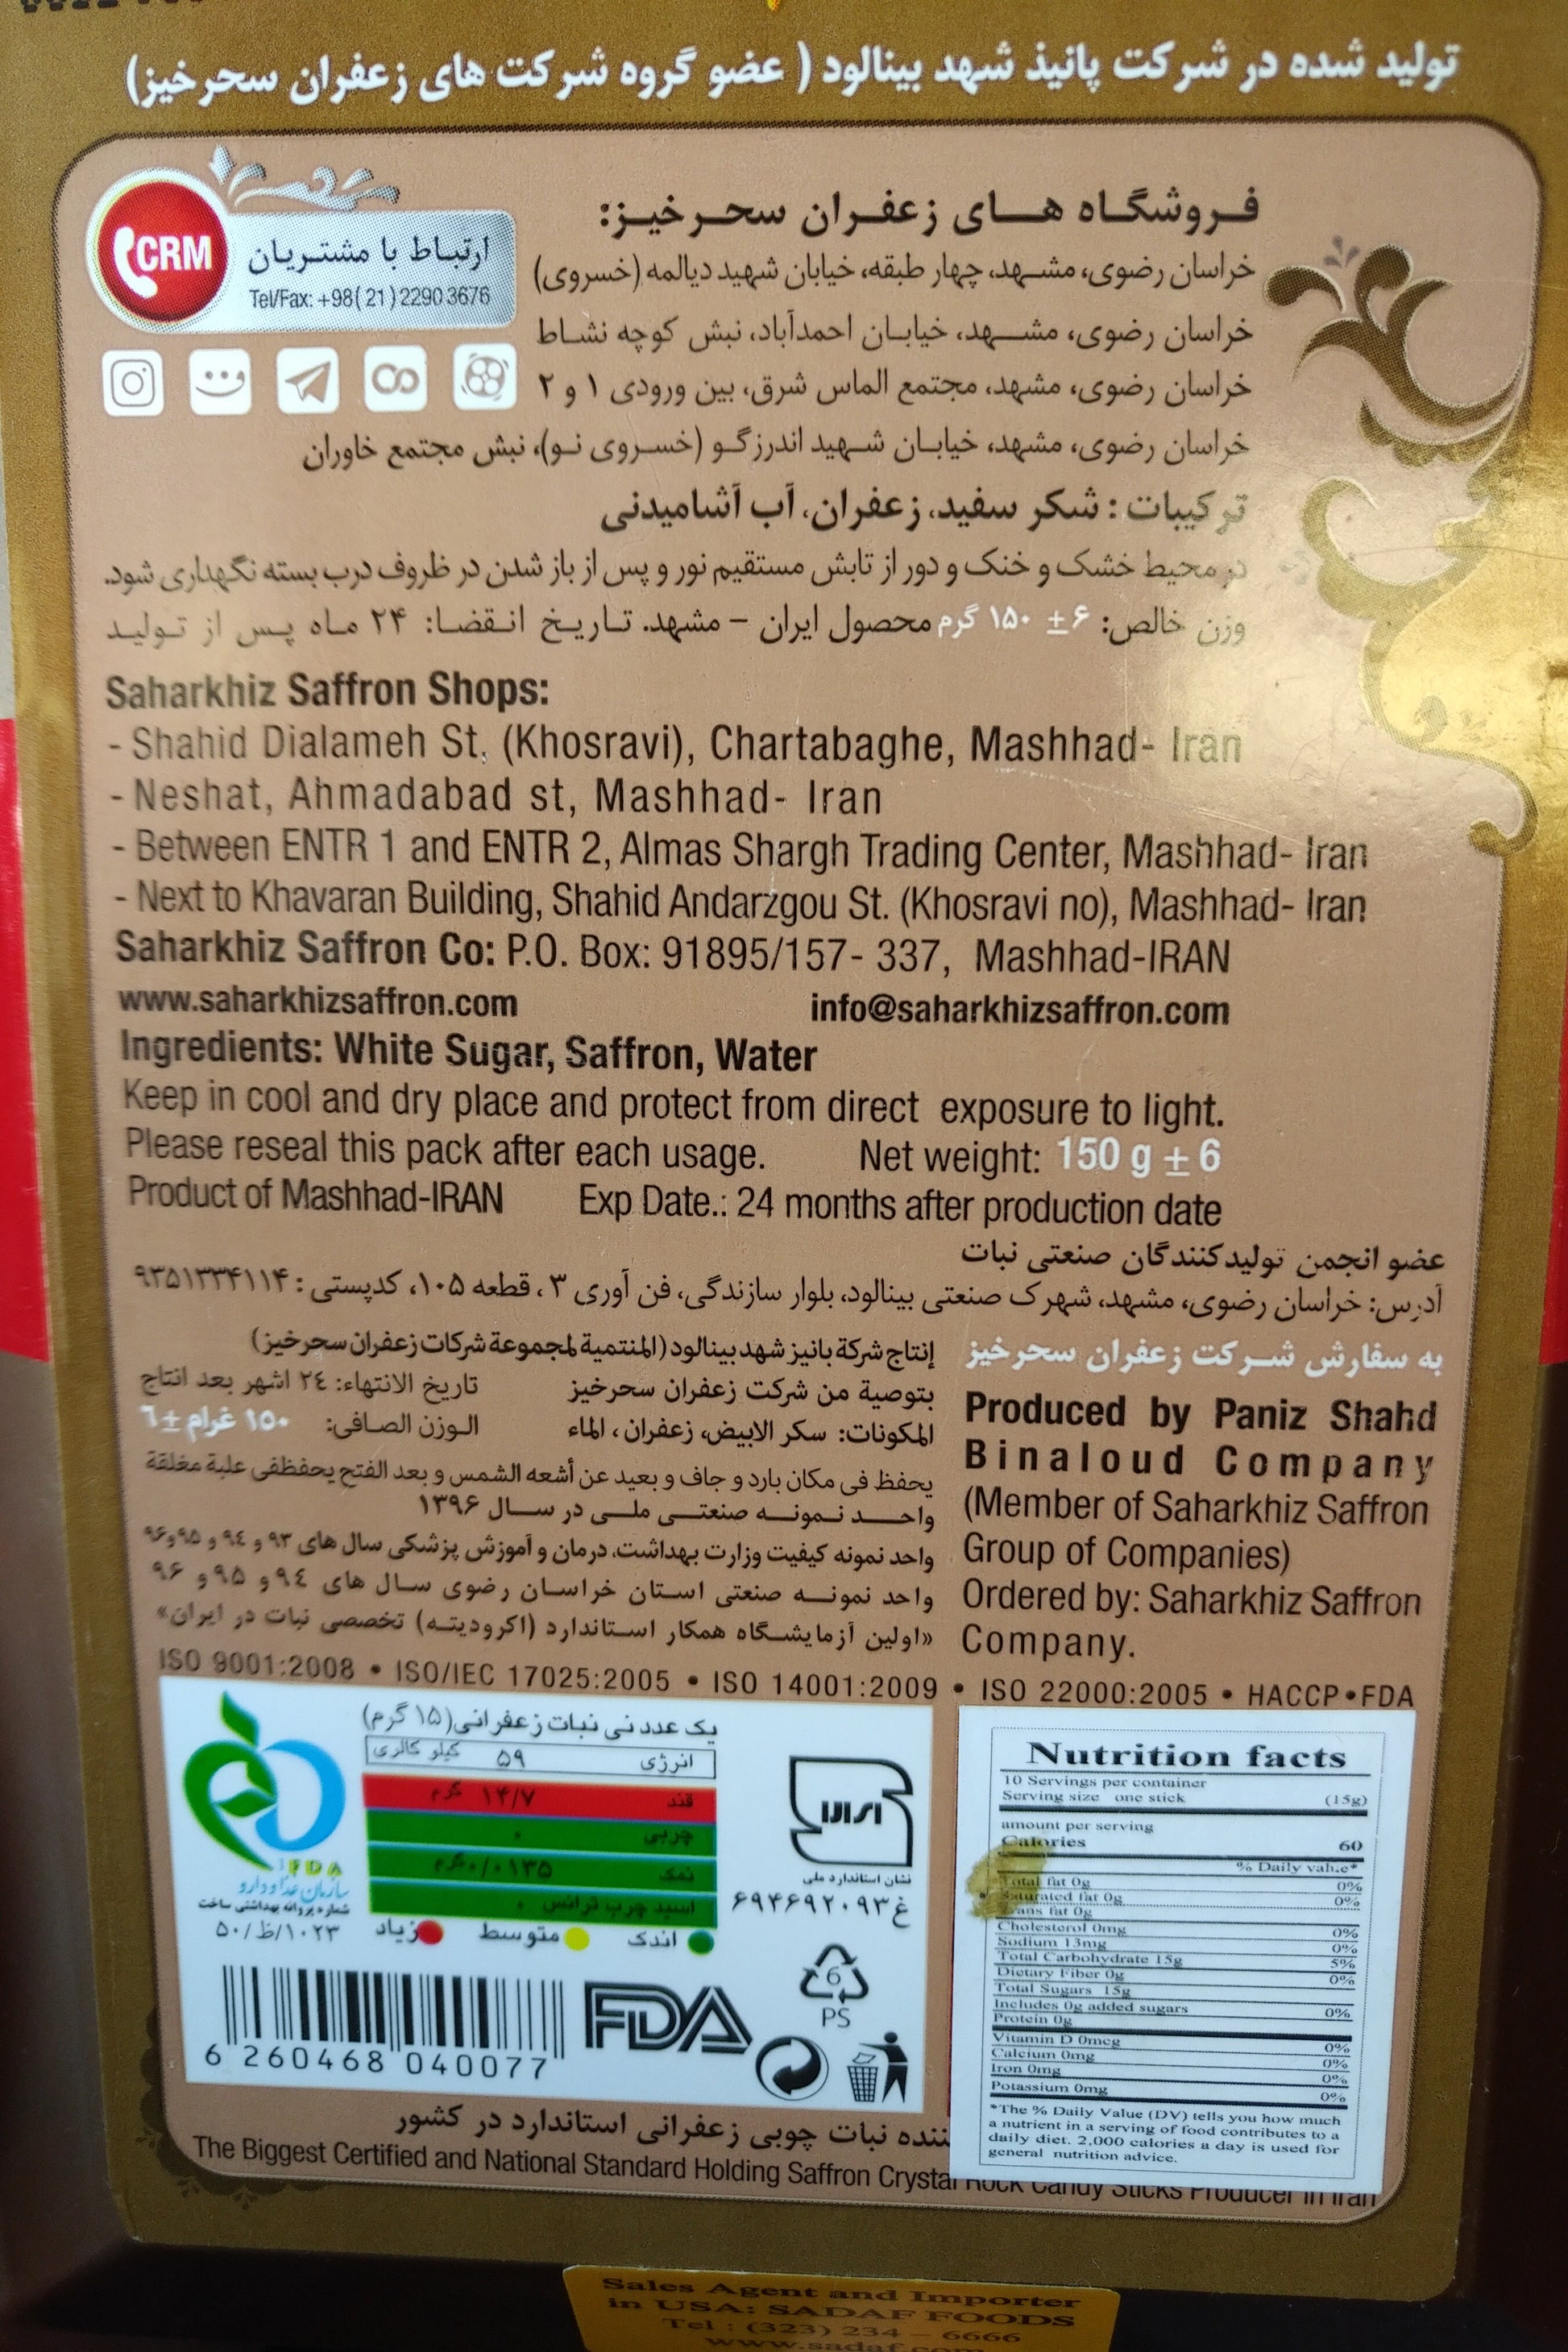 تولید شده در شرکت پانیذ شهد بینالود ( عضو گروه شرکت های زعفران سحرخیز)
CRM
ارتباط با مشتریان
Tel/Fax: +98( 21 ) 2290 3676
فروشگاه های زعفران سحرخیز:
خراسان رضوی، مشهد، چهار طبقه، خیابان شهید دیالمه (خسروی)
خراسان رضوی، مشهد، خیابان احمدآباد، نبش کوچه نشاط
خراسان رضوی، مشهد، مجتمع الماس شرق، بین ورودی ۱ و ۲
خراسان رضوی، مشهد، خیابان شهید اندرزگو (خسروی نو)، نبش مجتمع خاوران
ترکیبات : شکر سفید، زعفران، آب آشامیدنی
در محیط خشک و خنک و دور از تابش مستقیم نور و پس از باز شدن در ظروف درب بسته نگهداری شود.
وزن خالص: ۶± ۱۵۰ گرم محصول ایران – مشهد. تاریخ انقضا: ۲۴ ماه پس از تولید
Saharkhiz Saffron Shops:
- Shahid Dialameh St. (Khosravi), Chartabaghe, Mashhad- Iran
- Neshat, Ahmadabad st, Mashhad- Iran
- Between ENTR 1 and ENTR 2, Almas Shargh Trading Center, Mashhad- Iran
- Next to Khavaran Building, Shahid Andarzgou St. (Khosravi no), Mashhad- Iran
Saharkhiz Saffron Co: P.O. Box: 91895/157- 337, Mashhad-IRAN
www.saharkhizsaffron.com info@saharkhizsaffron.com
Ingredients: White Sugar, Saffron, Water
Keep in cool and dry place and protect from direct exposure to light.
Please reseal this pack after each usage. Net weight: 150 g ± 6
Product of Mashhad-IRAN Exp Date.: 24 months after production date
عضو انجمن تولیدکنندگان صنعتی نبات
آدرس: خراسان رضوی، مشهد، شهرک صنعتی بینالود، بلوار سازندگی، فن آوری ۳ ، قطعه ۱۰۵، کدپستی : ۹۳۵۱۳۳۴۱۱۴
به سفارش شرکت زعفران سحرخیز
Produced by Paniz Shahd
Binaloud Company
(Member of Saharkhiz Saffron
Group of Companies)
Ordered by: Saharkhiz Saffron
Company.
إنتاج شركة بانيز شهد بينالود (المنتمية لمجموعة شركات زعفران سحرخيز)
بتوصية من شركت زعفران سحرخيز تاريخ الانتهاء: ٢٤ اشهر بعد انتاج
المكونات: سكر الابيض، زعفران ، الماء الوزن الصافى: ١٥٠ غرام ±٦
يحفظ فى مكان بارد و جاف و بعيد عن أشعه الشمس و بعد الفتح يحفظفى علبة مغلقة
واحد نمونه صنعتی ملی در سال ۱۳۹۶
واحد نمونه کیفیت وزارت بهداشت، درمان و آموزش پزشکی سال های ۹۳ و ۹٤ و ۹۵و۹۶
واحد نمونه صنعتی استان خراسان رضوی سال های ۹٤ و ۹۵ و ۹۶
«اولین آزمایشگاه همکار استاندارد (اکرودیته) تخصصی نبات در ایران»
ISO 9001:2008 • ISO/IEC 17025:2005 • ISO 14001:2009 • ISO 22000:2005 • HACCP•FDA
یک عدد نی نبات زعفرانی(۱۵ گرم)
انرژی ۵۹ کیلو کالری
قند ۱۴/۷ گرم
چربی ۰
نمک ۰/۰۱۳۵ گرم
اسید چرب ترانس ۰
اندک متوسط زیاد
FDA
سازمان غذا و دارو
شماره پروانه بهداشتی ساخت
۵۰/ظ/۱۰۲۳
ISIRI
نشان استاندارد ملی
غ ۶۹۴۶۹۲۰۹۳
6
PS
FDA
6 260468 040077
Nutrition facts
10 Servings per container
Serving size one stick (15g)
amount per serving
Calories 60
% Daily value*
Total fat 0g 0%
Saturated fat 0g 0%
Trans fat 0g
Cholesterol 0mg 0%
Sodium 13mg 0%
Total Carbohydrate 15g 5%
Dietary Fiber 0g 0%
Total Sugars 15g
Includes 0g added sugars 0%
Protein 0g
Vitamin D 0mcg 0%
Calcium 0mg 0%
Iron 0mg 0%
Potassium 0mg 0%
*The % Daily Value (DV) tells you how much
a nutrient in a serving of food contributes to a
daily diet. 2,000 calories a day is used for
general nutrition advice.
نبات چوبی زعفرانی استاندارد در کشور
The Biggest Certified and National Standard Holding Saffron Crystal Rock Candy Sticks Producer in Iran
Sales Agent and Importer
in USA: SADAF FOODS
Tel : (323) 234 – 6666
www.sadaf.com